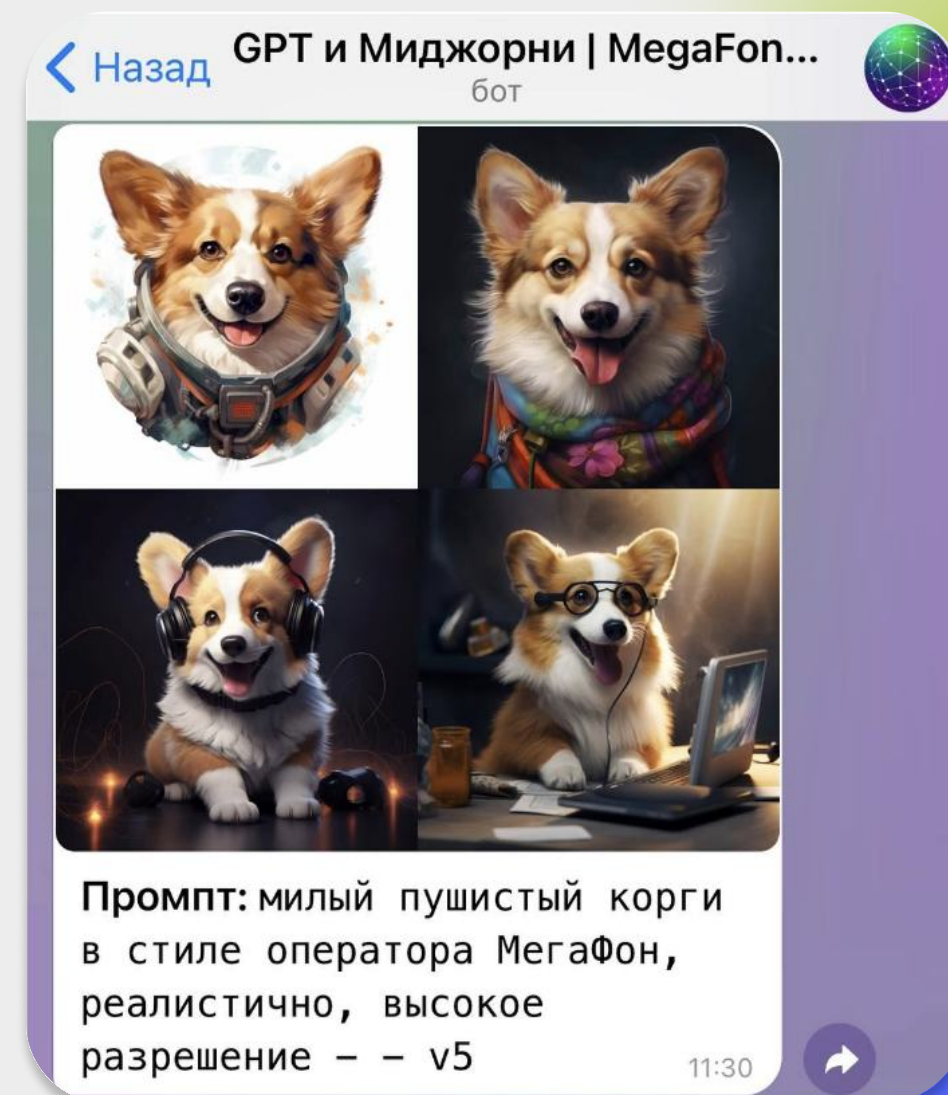 Назад
GPT и Миджорни | MegaFon...
бот
Промпт: милый пушистый корги
в стиле оператора МегаФон,
реалистично, высокое
разрешение – – v5
11:30